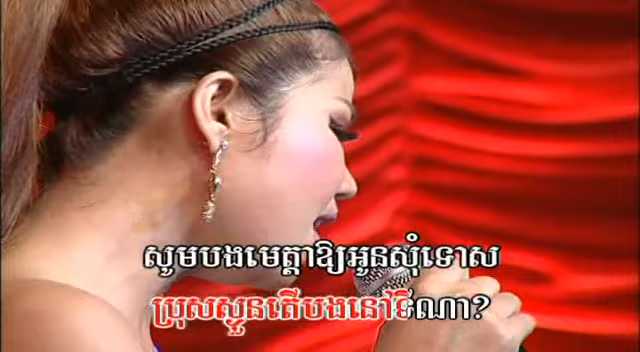 សូមបងមេត្តាឱ្យអូនសុំទោស
ប្រុសស្ងួនតើបងនៅទីណា?